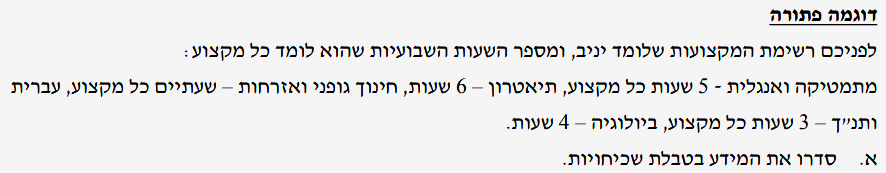 דוגמה פתורה
לפניכם רשימת המקצועות שלומד יניב, ומספר השעות השבועיות שהוא לומד כל מקצוע:
מתמטיקה ואנגלית - 5 שעות כל מקצוע, תיאטרון – 6 שעות, חינוך גופני ואזרחות – שעתיים כל מקצוע, עברית
ותנ״ך – 3 שעות כל מקצוע, ביולוגיה – 4 שעות.
א. סדרו את המידע בטבלת שכיחויות.